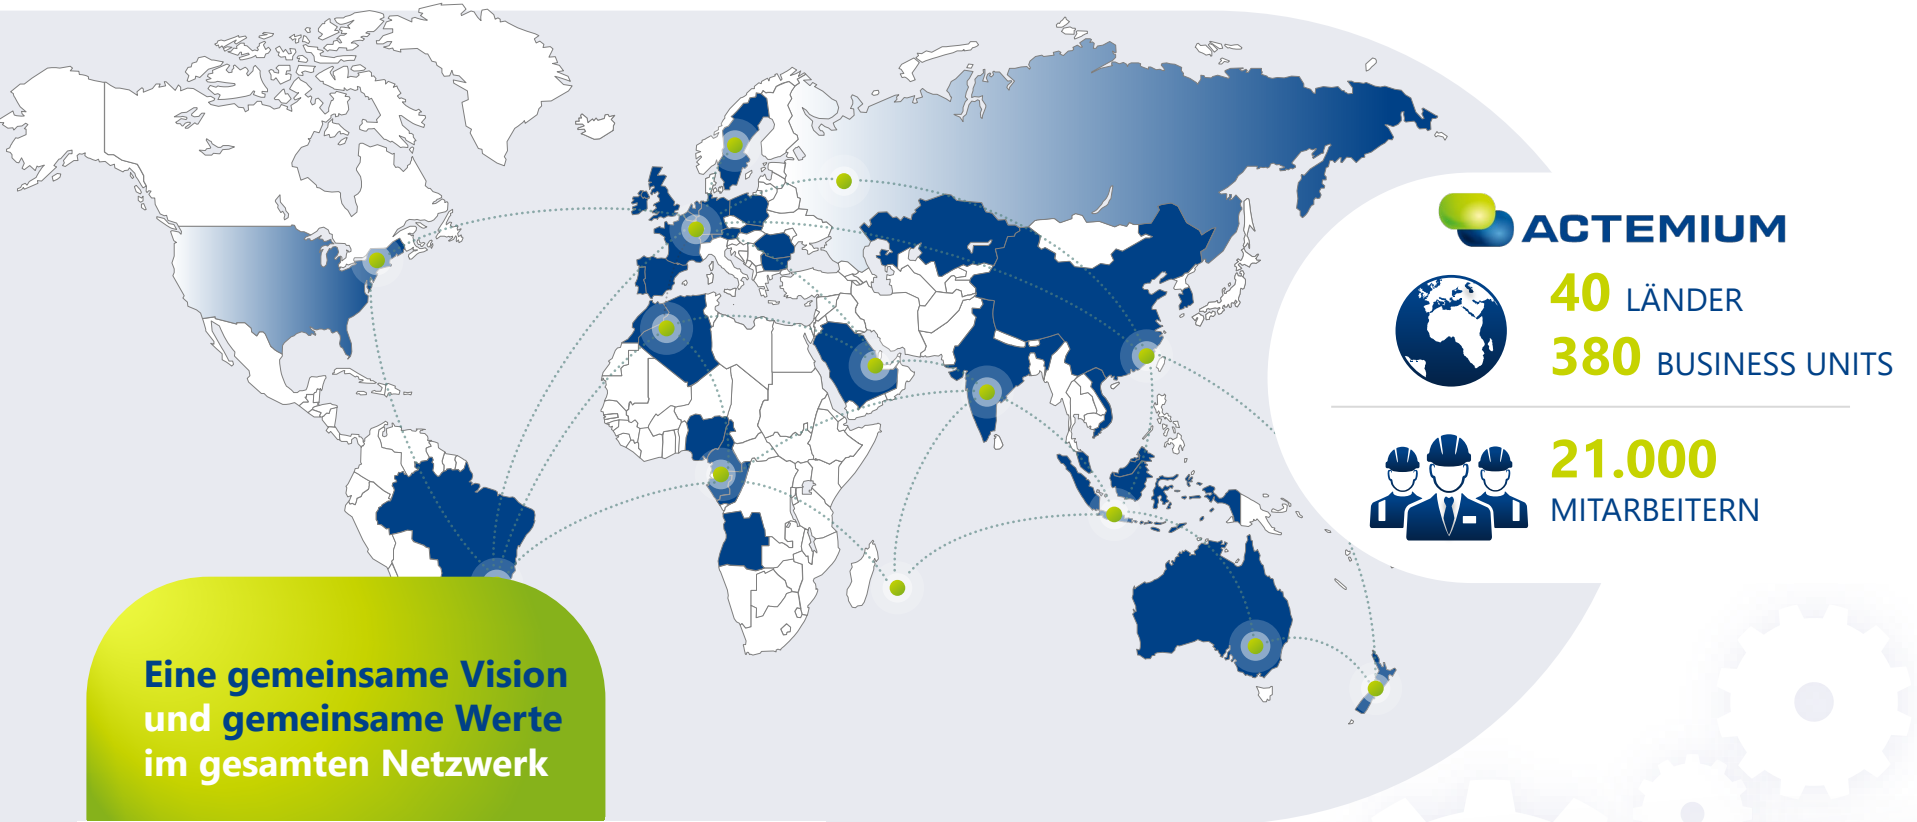 ACTEMIUM
40 LÄNDER
380 BUSINESS UNITS
21.000
MITARBEITERN
Eine gemeinsame Vision
und gemeinsame Werte
im gesamten Netzwerk